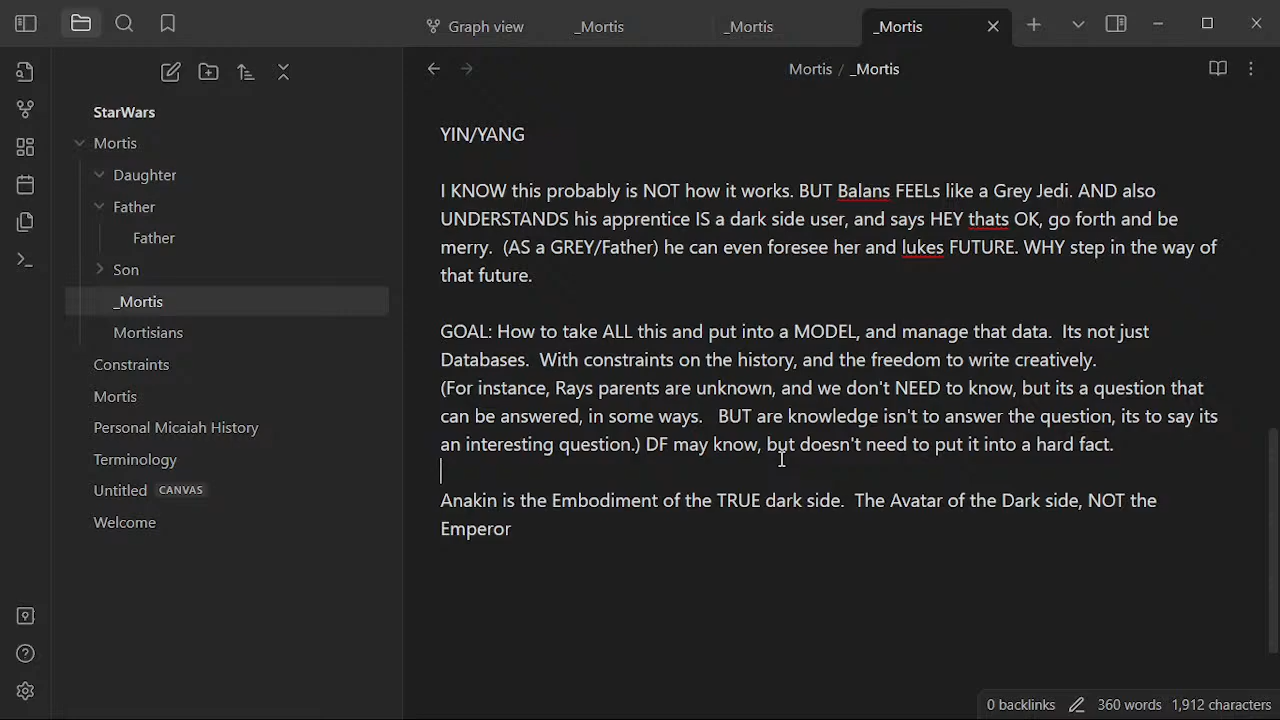 Graph view
_Mortis
_Mortis
_Mortis
Mortis / _Mortis
StarWars
Mortis
Daughter
Father
Father
Son
_Mortis
Mortisians
Constraints
Mortis
Personal Micaiah History
Terminology
Untitled CANVAS
Welcome
YIN/YANG
I KNOW this probably is NOT how it works. BUT Balans FEELs like a Grey Jedi. AND also
UNDERSTANDS his apprentice IS a dark side user, and says HEY thats OK, go forth and be
merry.  (AS a GREY/Father) he can even foresee her and lukes FUTURE. WHY step in the way of
that future.
GOAL: How to take ALL this and put into a MODEL, and manage that data.  Its not just
Databases.  With constraints on the history, and the freedom to write creatively.
(For instance, Rays parents are unknown, and we don't NEED to know, but its a question that
can be answered, in some ways.   BUT are knowledge isn't to answer the question, its to say its
an interesting question.) DF may know, but doesn't need to put it into a hard fact.
Anakin is the Embodiment of the TRUE dark side.  The Avatar of the Dark side, NOT the
Emperor
0 backlinks 360 words 1,912 characters